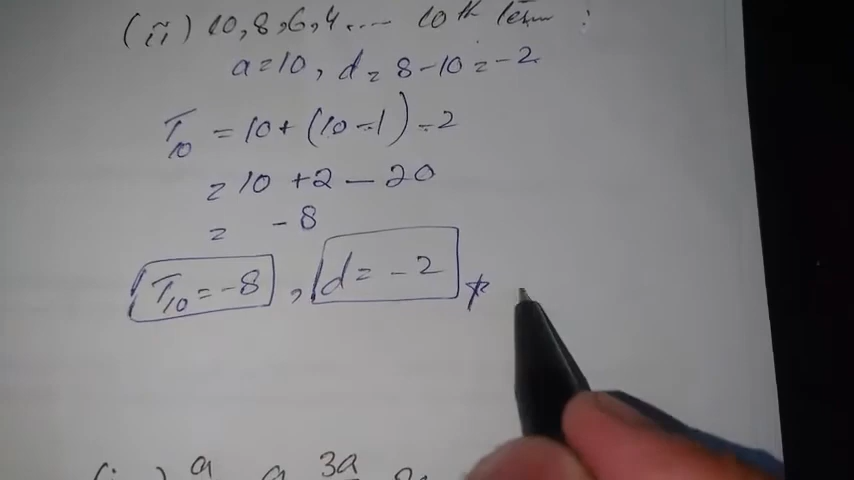 (ii) 10, 8, 6, 4 .... 10th term :
a = 10, d = 8 - 10 = -2
T10 = 10 + (10 - 1) - 2
= 10 + 2 - 20
= -8
T10 = -8, d = -2
a a 3a